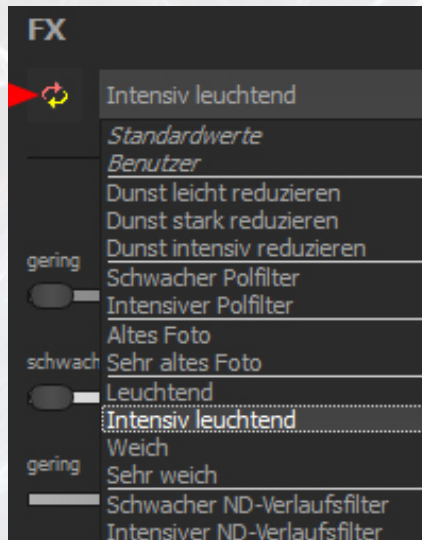 FX
Intensiv leuchtend
Standardwerte
Benutzer
Dunst leicht reduzieren
Dunst stark reduzieren
Dunst intensiv reduzieren
gering
Schwacher Polfilter
Intensiver Polfilter
Altes Foto
schwach
Sehr altes Foto
Leuchtend
Intensiv leuchtend
Weich
gering
Sehr weich
Schwacher ND-Verlaufsfilter
Intensiver ND-Verlaufsfilter